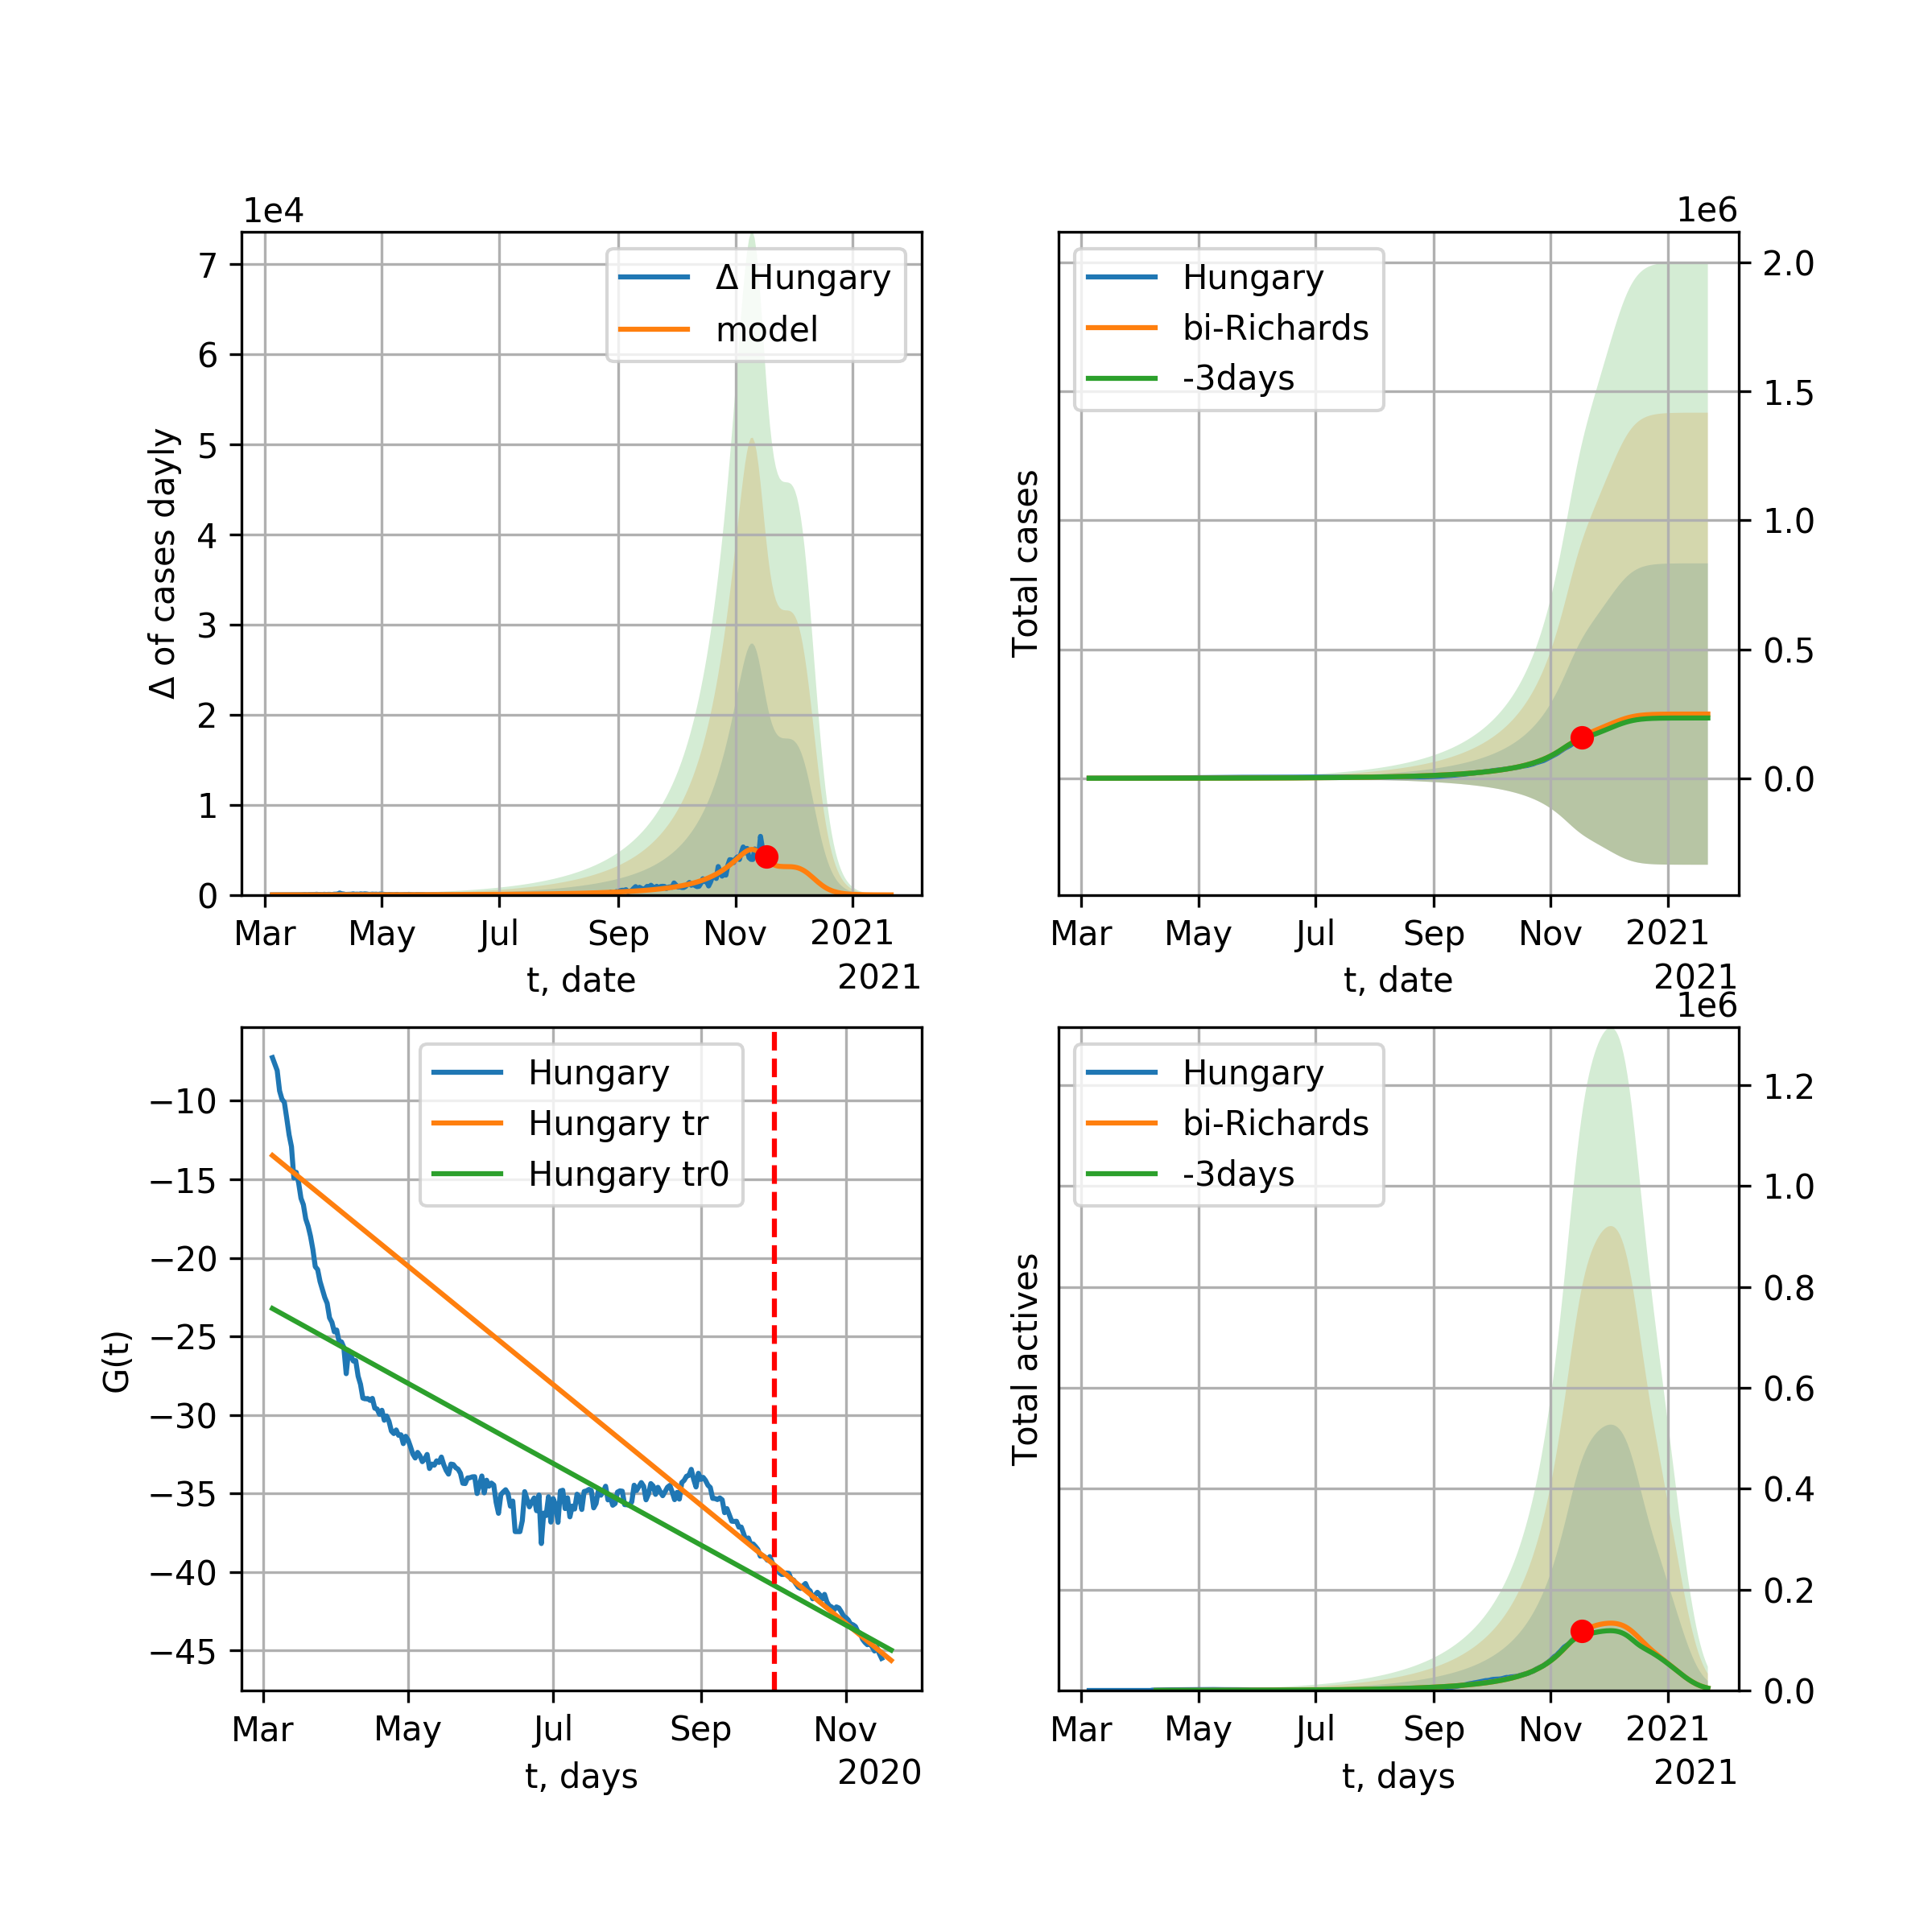 1e4
7
6
5
4
3
2
1
0
Δ of cases dayly
Δ Hungary
model
Mar May Jul Sep Nov 2021
t, date
2021
1e6
2.0
1.5
1.0
0.5
0.0
Total cases
Hungary
bi-Richards
-3days
Mar May Jul Sep Nov 2021
t, date
2021
−10
−15
−20
−25
−30
−35
−40
−45
G(t)
Hungary
Hungary tr
Hungary tr0
Mar May Jul Sep Nov
t, days
2020
1e6
1.2
1.0
0.8
0.6
0.4
0.2
0.0
Total actives
Hungary
bi-Richards
-3days
Mar May Jul Sep Nov 2021
t, days
2021